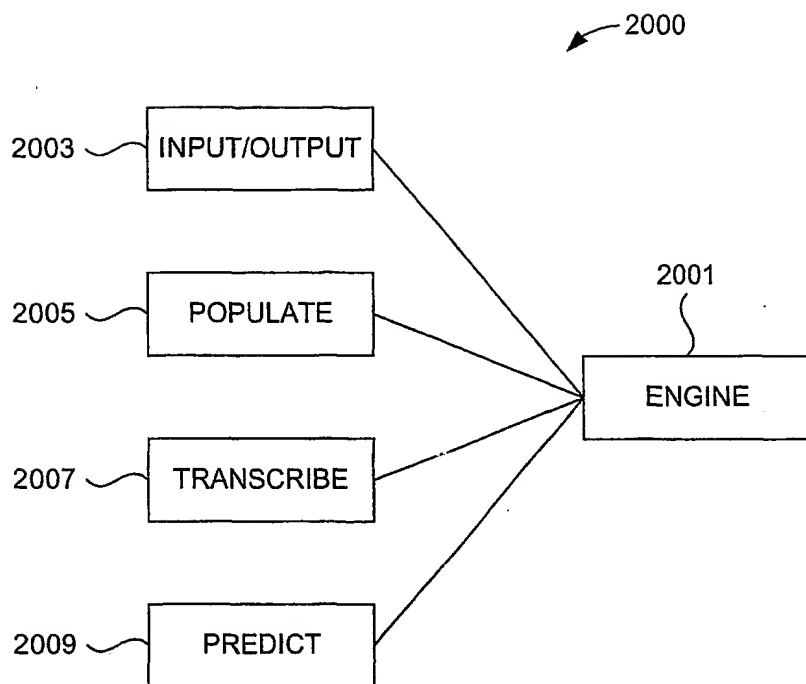 2000
2003 INPUT/OUTPUT
2001
2005 POPULATE
ENGINE
2007 TRANSCRIBE
2009 PREDICT